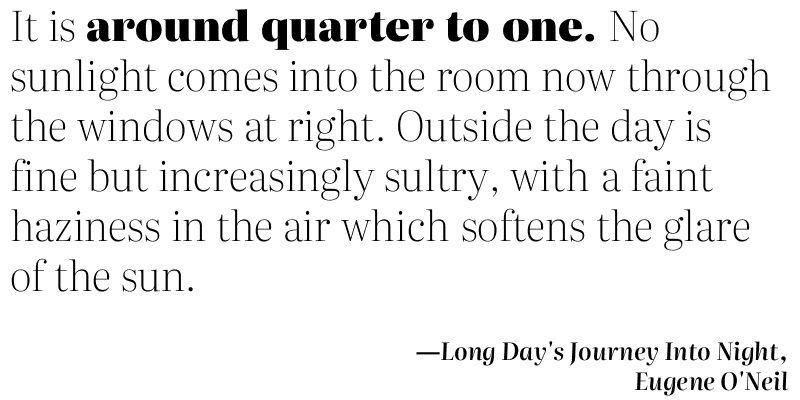 It is around quarter to one. No
sunlight comes into the room now through
the windows at right. Outside the day is
fine but increasingly sultry, with a faint
haziness in the air which softens the glare
of the sun.
—Long Day's Journey Into Night,
Eugene O'Neil